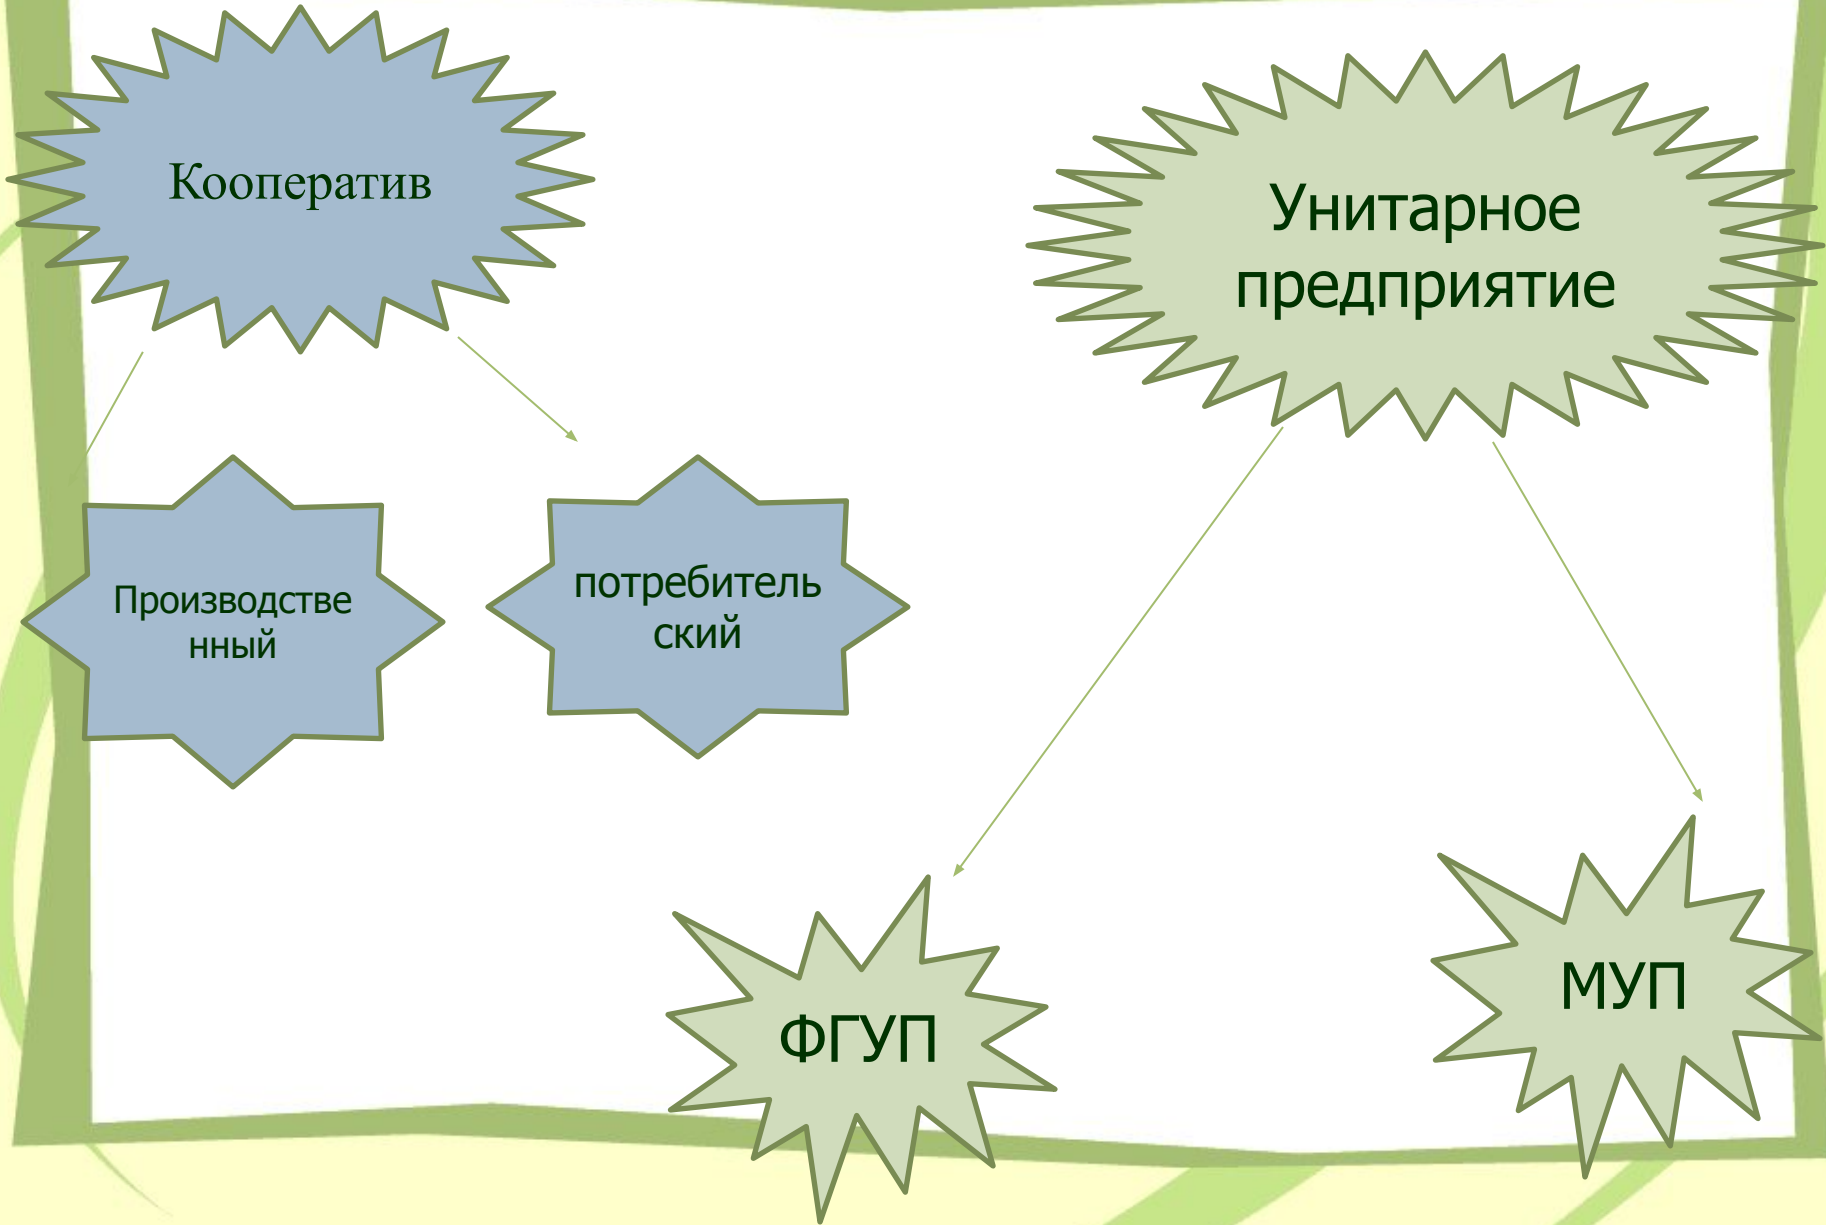 Кооператив
Унитарное
предприятие
Производстве
нный
потребитель
ский
ФГУП
МУП